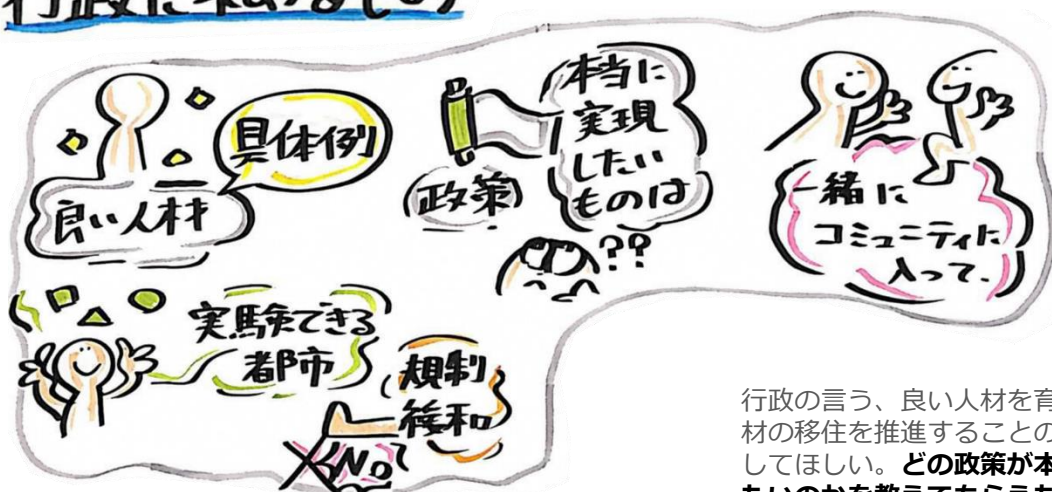 行政に求めるもの
具体例
良い人材
政策
本当に
実現
したい
ものは
??
一緒に
コミュニティに
入って、
実験できる
都市
規制
緩和
No
行政の言う、良い人材を育
材の移住を推進することの
してほしい。どの政策が本